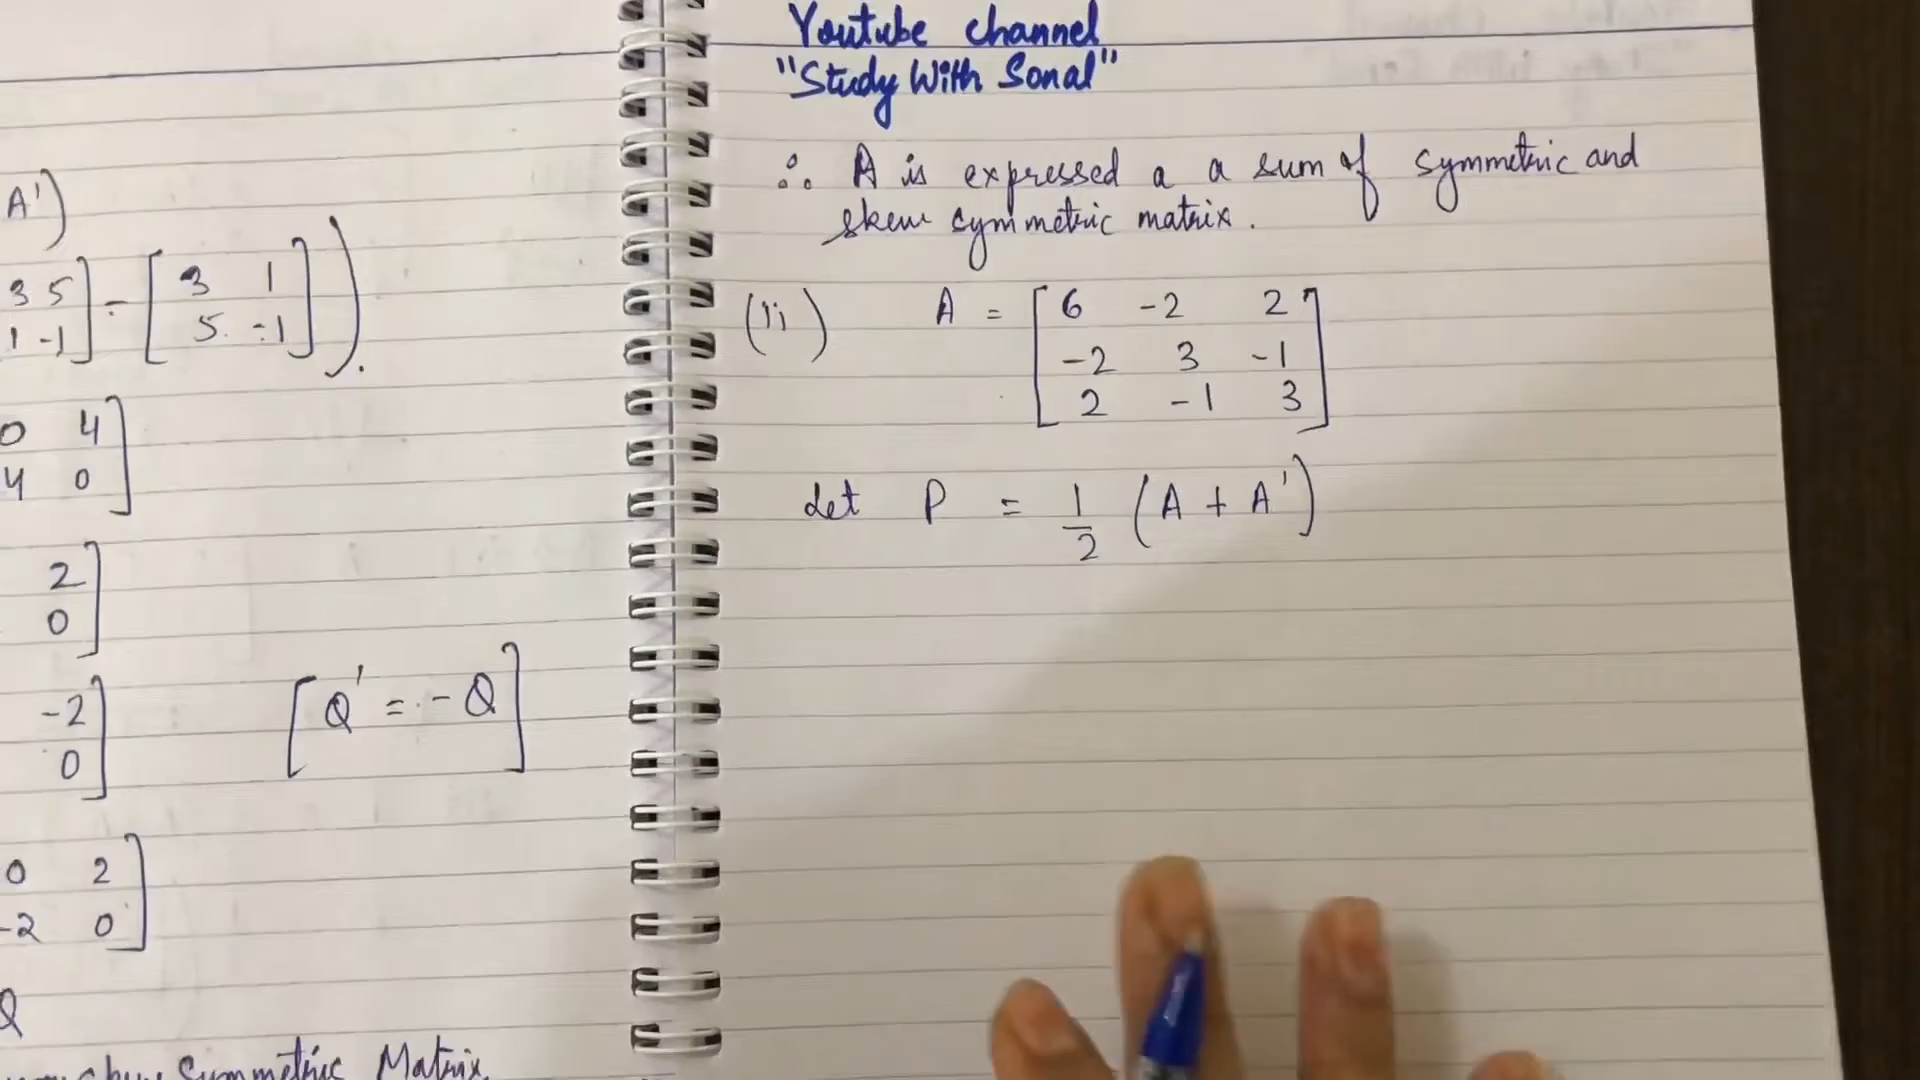 A')
3 5] - [3 1
1 -1] 5 -1]).
0 4
4 0]
2
0]
-2
0]
[Q' = - Q]
0 2
-2 0]
Q
skew Symmetric Matrix
Youtube channel
"Study With Sonal"
∴ A is expressed a a sum of symmetric and
skew symmetric matrix.
(ii) A = [6 -2 2
-2 3 -1
2 -1 3]
Let P = 1/2 (A + A')